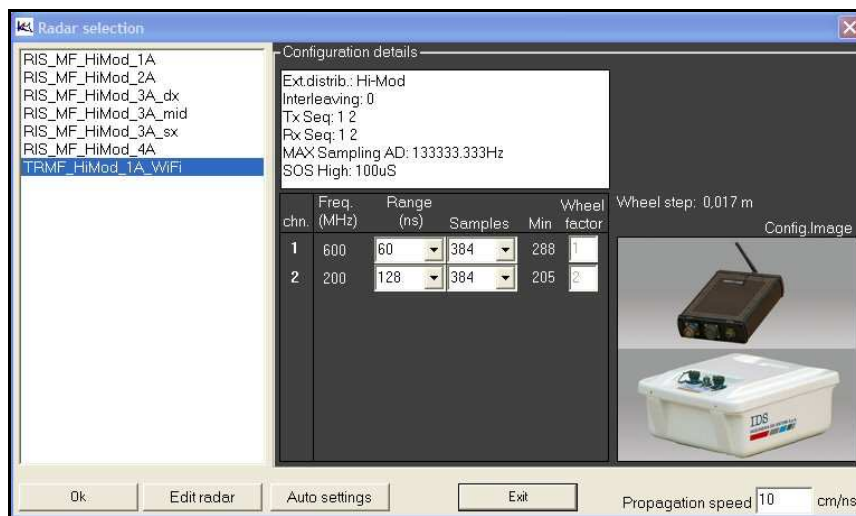 Radar selection
RIS_MF_HiMod_1A
RIS_MF_HiMod_2A
RIS_MF_HiMod_3A_dx
RIS_MF_HiMod_3A_mid
RIS_MF_HiMod_3A_sx
RIS_MF_HiMod_4A
TRMF_HiMod_1A_WiFi
Configuration details
Ext.distrib.: Hi-Mod
Interleaving: 0
Tx Seq: 1 2
Rx Seq: 1 2
MAX Sampling AD: 133333.333Hz
SOS High: 100uS
chn. Freq. (MHz) Range (ns) Samples Min Wheel factor
1 600 60 384 288 1
2 200 128 384 205 2
Wheel step: 0,017 m
Config.Image
IDS
Ok Edit radar Auto settings Exit Propagation speed 10 cm/ns